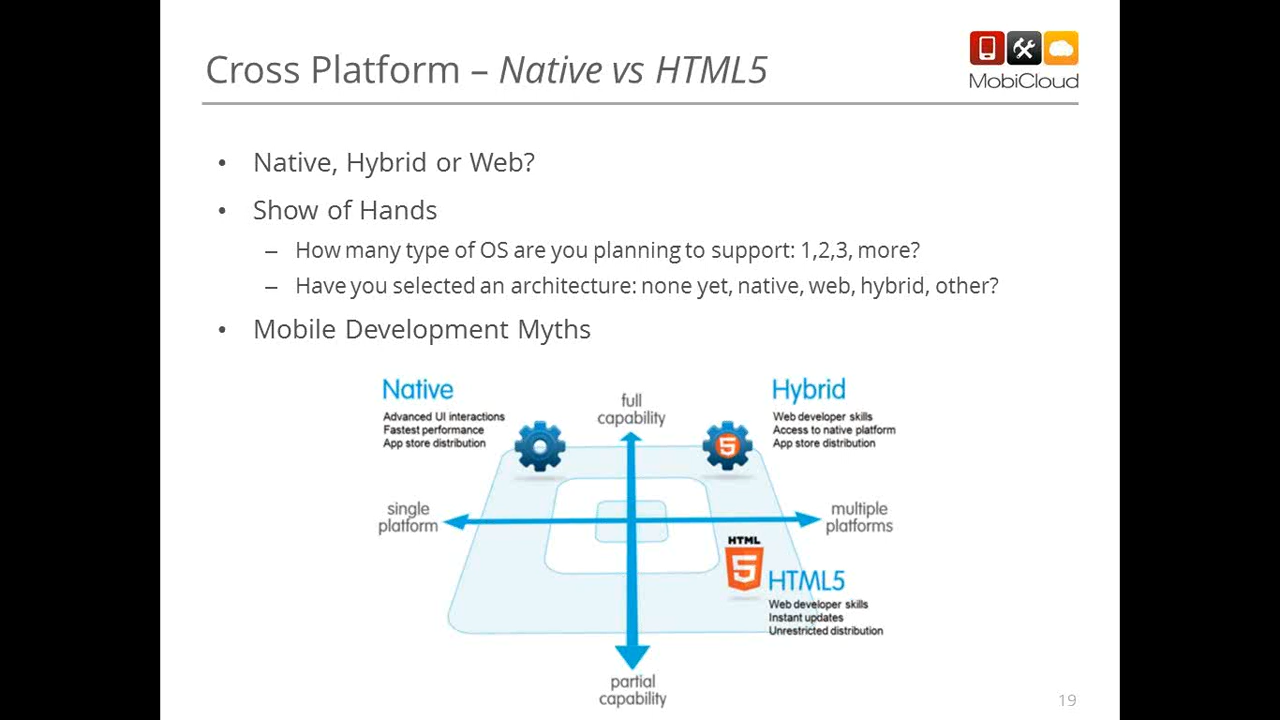 Cross Platform – Native vs HTML5
MobiCloud
• Native, Hybrid or Web?
• Show of Hands
– How many type of OS are you planning to support: 1,2,3, more?
– Have you selected an architecture: none yet, native, web, hybrid, other?
• Mobile Development Myths
Native
Advanced UI interactions
Fastest performance
App store distribution
full
capability
Hybrid
Web developer skills
Access to native platform
App store distribution
5
single
platform
multiple
platforms
HTML
5
HTML5
Web developer skills
Instant updates
Unrestricted distribution
partial
capability
19